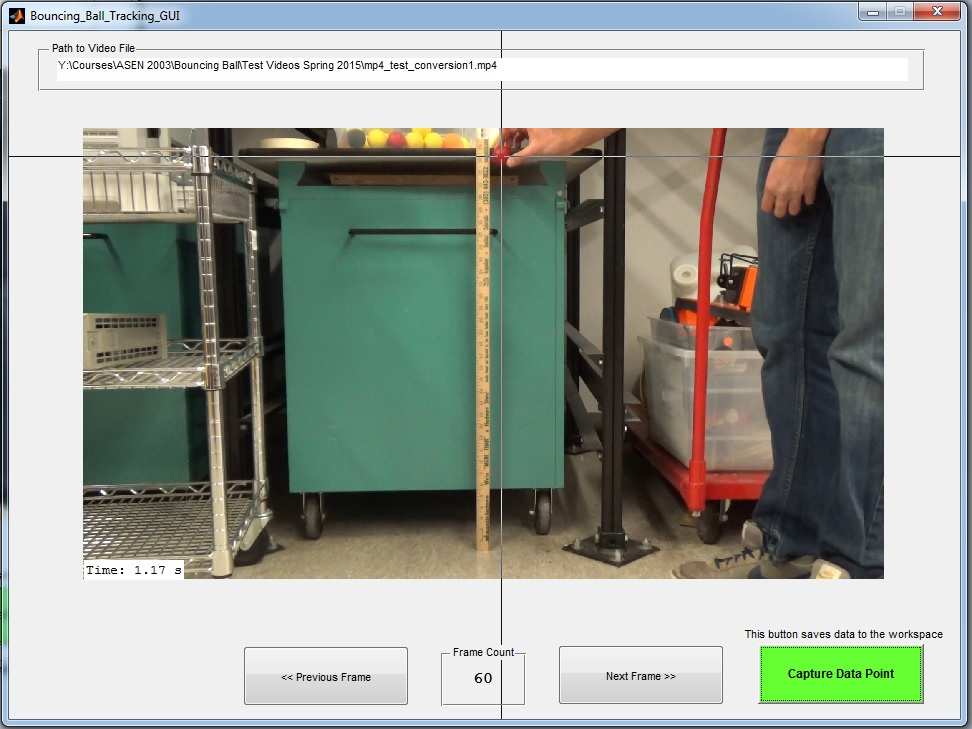 Bouncing_Ball_Tracking_GUI
Path to Video File
Y:\Courses\ASEN 2003\Bouncing Ball\Test Videos Spring 2015\mp4_test_conversion1.mp4
Time: 1.17 s
This button saves data to the workspace
<< Previous Frame
Frame Count
60
Next Frame >>
Capture Data Point